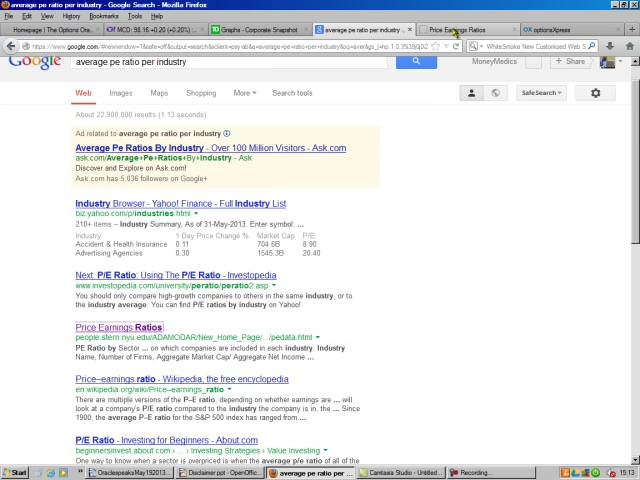 average pe ratio per industry - Google Search - Mozilla Firefox
File Edit View History Bookmarks Tools Help
Homepage | The Options Ora...
MCD: 98.16 +0.20 (+0.20%)
Graphs - Corporate Snapshot
average pe ratio per industry ...
Price Earnings Ratios
optionsXpress
WhiteSmoke New Customized Web S
Google
average pe ratio per industry
MoneyMedics
+ Share
Web Images Maps Shopping More Search tools
SafeSearch
About 22,900,000 results (1.13 seconds)
Ad related to average pe ratio per industry
Average Pe Ratios By Industry - Over 100 Million Visitors - Ask.com
ask.com/Average+Pe+Ratios+By+Industry - Ask
Discover and Explore on Ask.com!
Ask.com has 5,036 followers on Google+
Industry Browser - Yahoo! Finance - Full Industry List
biz.yahoo.com/p/industries.html
210+ items – Industry Summary, As of 31-May-2013. Enter symbol: ...
Industry 1 Day Price Change % Market Cap P/E
Accident & Health Insurance 0.11 704.6B 8.90
Advertising Agencies 0.30 1545.3B 20.40
Next: P/E Ratio: Using The P/E Ratio - Investopedia
www.investopedia.com/university/peratio/peratio2.asp
You should only compare high-growth companies to others in the same industry, or to
the industry average. You can find P/E ratios by industry on Yahoo!
Price Earnings Ratios
people.stern.nyu.edu/ADAMODAR/New_Home_Page/.../pedata.html
PE Ratio by Sector ... on which companies are included in each industry. Industry
Name, Number of Firms, Aggregate Market Cap/ Aggregate Net Income ...
Price–earnings ratio - Wikipedia, the free encyclopedia
en.wikipedia.org/wiki/Price–earnings_ratio
There are multiple versions of the P–E ratio, depending on whether earnings are ... will
look at a company's P/E ratio compared to the industry the company is in, the ... Since
1900, the average P–E ratio for the S&P 500 index has ranged from ...
P/E Ratio - Investing for Beginners - About.com
beginnersinvest.about.com › ... › Investing Strategies › Value Investing
One way to know when a sector is overpriced is when the average p/e ratio of all of the
Start
OraclespeaksMay192013...
Disclaimer.ppt - OpenOffic...
average pe ratio per ...
Camtasia Studio - Untitled...
Recording...
15:13